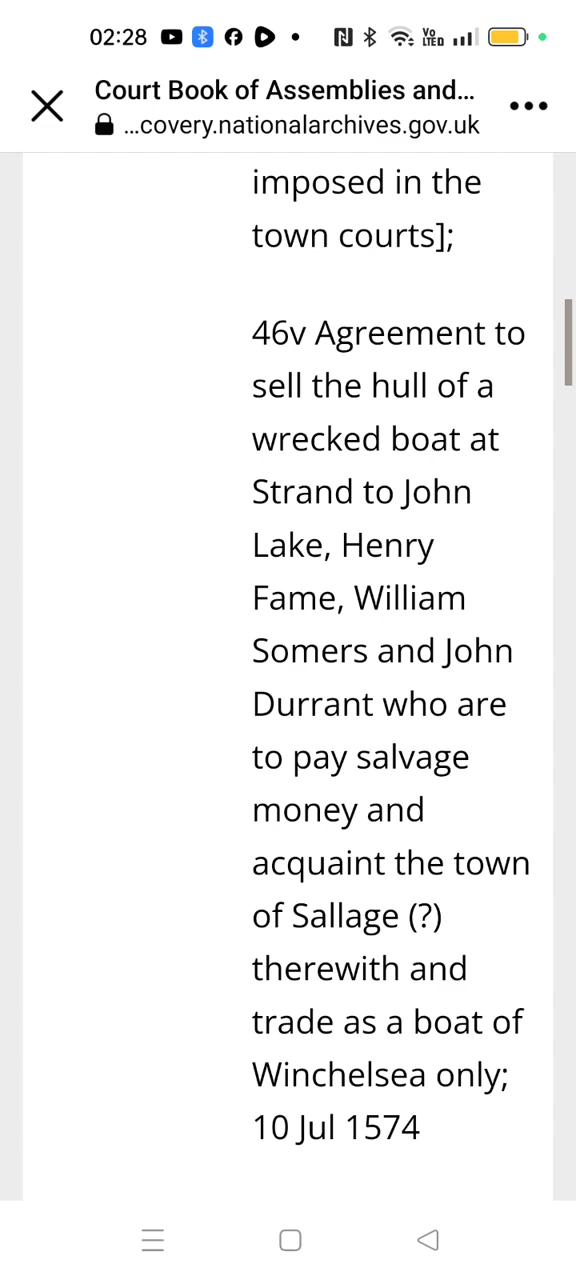 02:28
VoLTED
Court Book of Assemblies and...
...covery.nationalarchives.gov.uk
imposed in the
town courts];
46v Agreement to
sell the hull of a
wrecked boat at
Strand to John
Lake, Henry
Fame, William
Somers and John
Durrant who are
to pay salvage
money and
acquaint the town
of Sallage (?)
therewith and
trade as a boat of
Winchelsea only;
10 Jul 1574